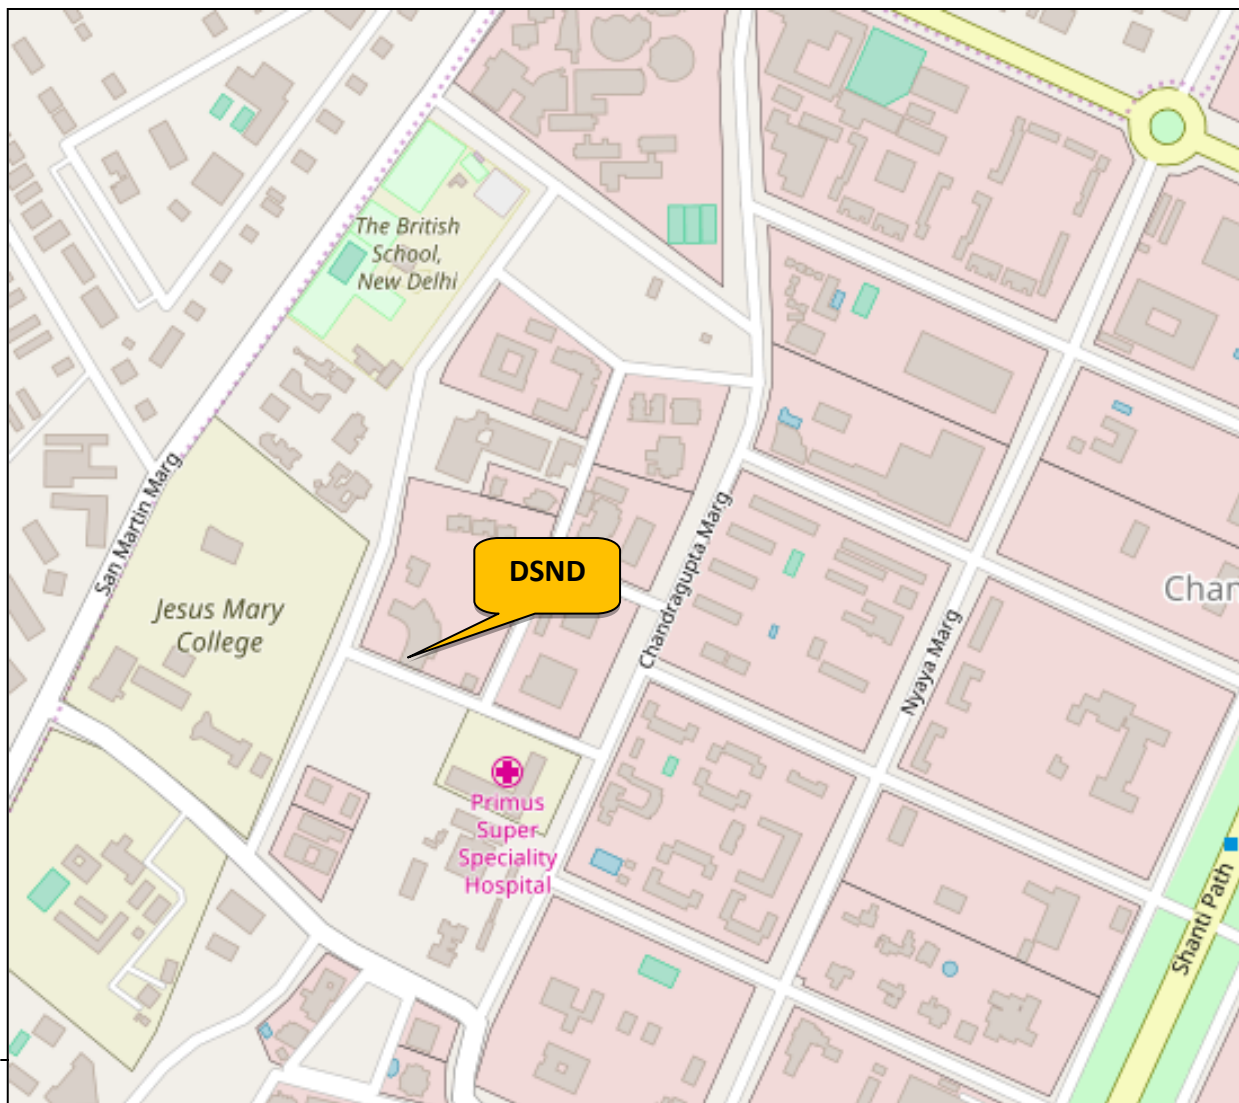 The British
School,
New Delhi
San Martin Marg
DSND
Chandragupta Marg
Jesus Mary
College
Nyaya Marg
Primus
Super
Speciality
Hospital
Shanti Path